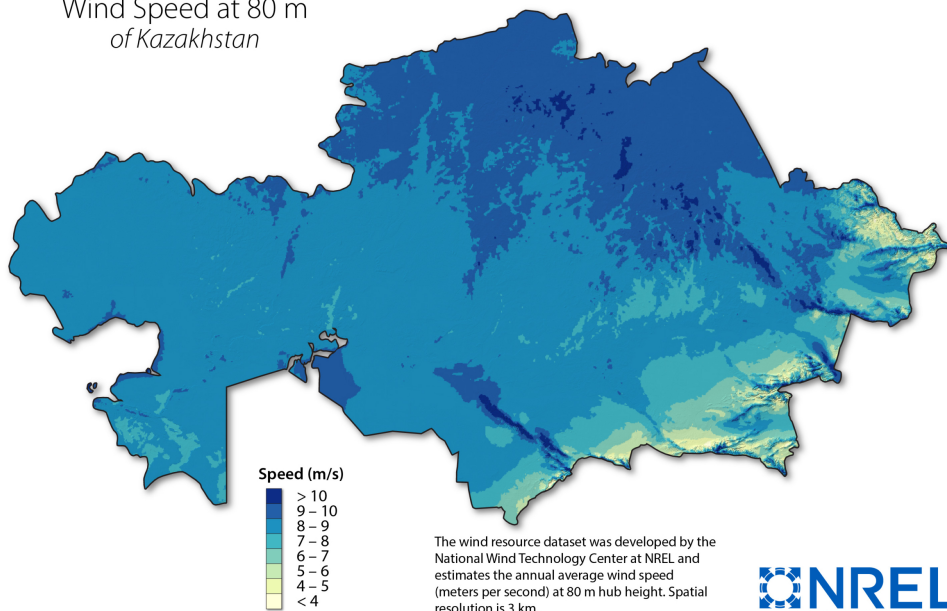 Wind Speed at 80 m
of Kazakhstan
Speed (m/s)
> 10
9 – 10
8 – 9
7 – 8
6 – 7
5 – 6
4 – 5
< 4
The wind resource dataset was developed by the
National Wind Technology Center at NREL and
estimates the annual average wind speed
(meters per second) at 80 m hub height. Spatial
resolution is 3 km
NREL